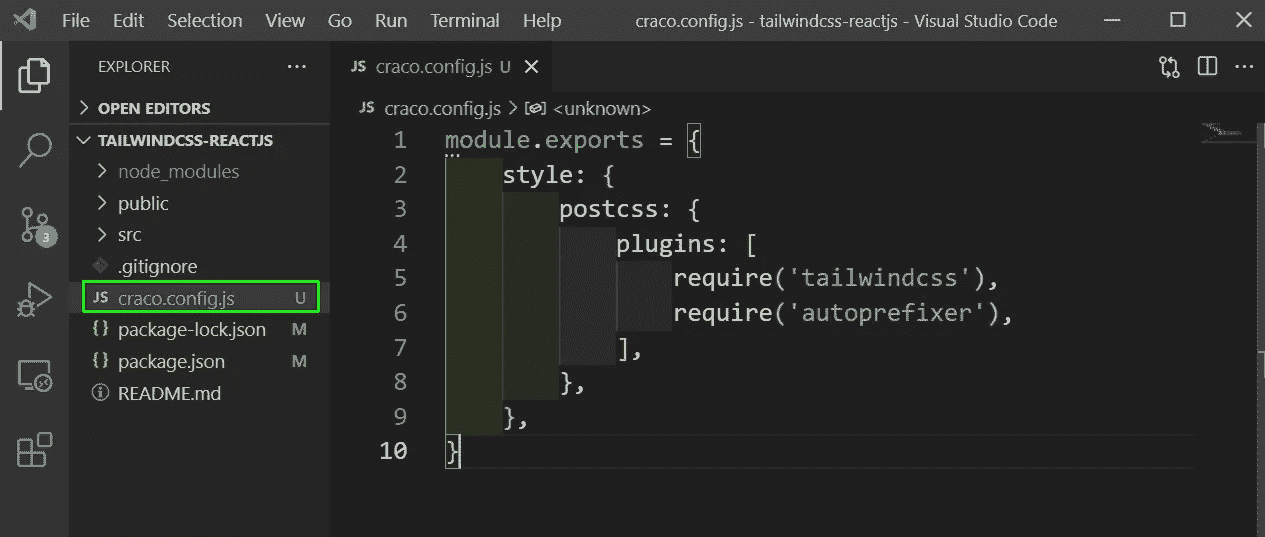 File Edit Selection View Go Run Terminal Help craco.config.js - tailwindcss-reactjs - Visual Studio Code
EXPLORER
OPEN EDITORS
TAILWINDCSS-REACTJS
node_modules
public
src
.gitignore
JS craco.config.js U
{} package-lock.json M
{} package.json M
README.md
3
JS craco.config.js U
JS craco.config.js > <unknown>
1 module.exports = {
2     style: {
3         postcss: {
4             plugins: [
5                 require('tailwindcss'),
6                 require('autoprefixer'),
7             ],
8         },
9     },
10 }